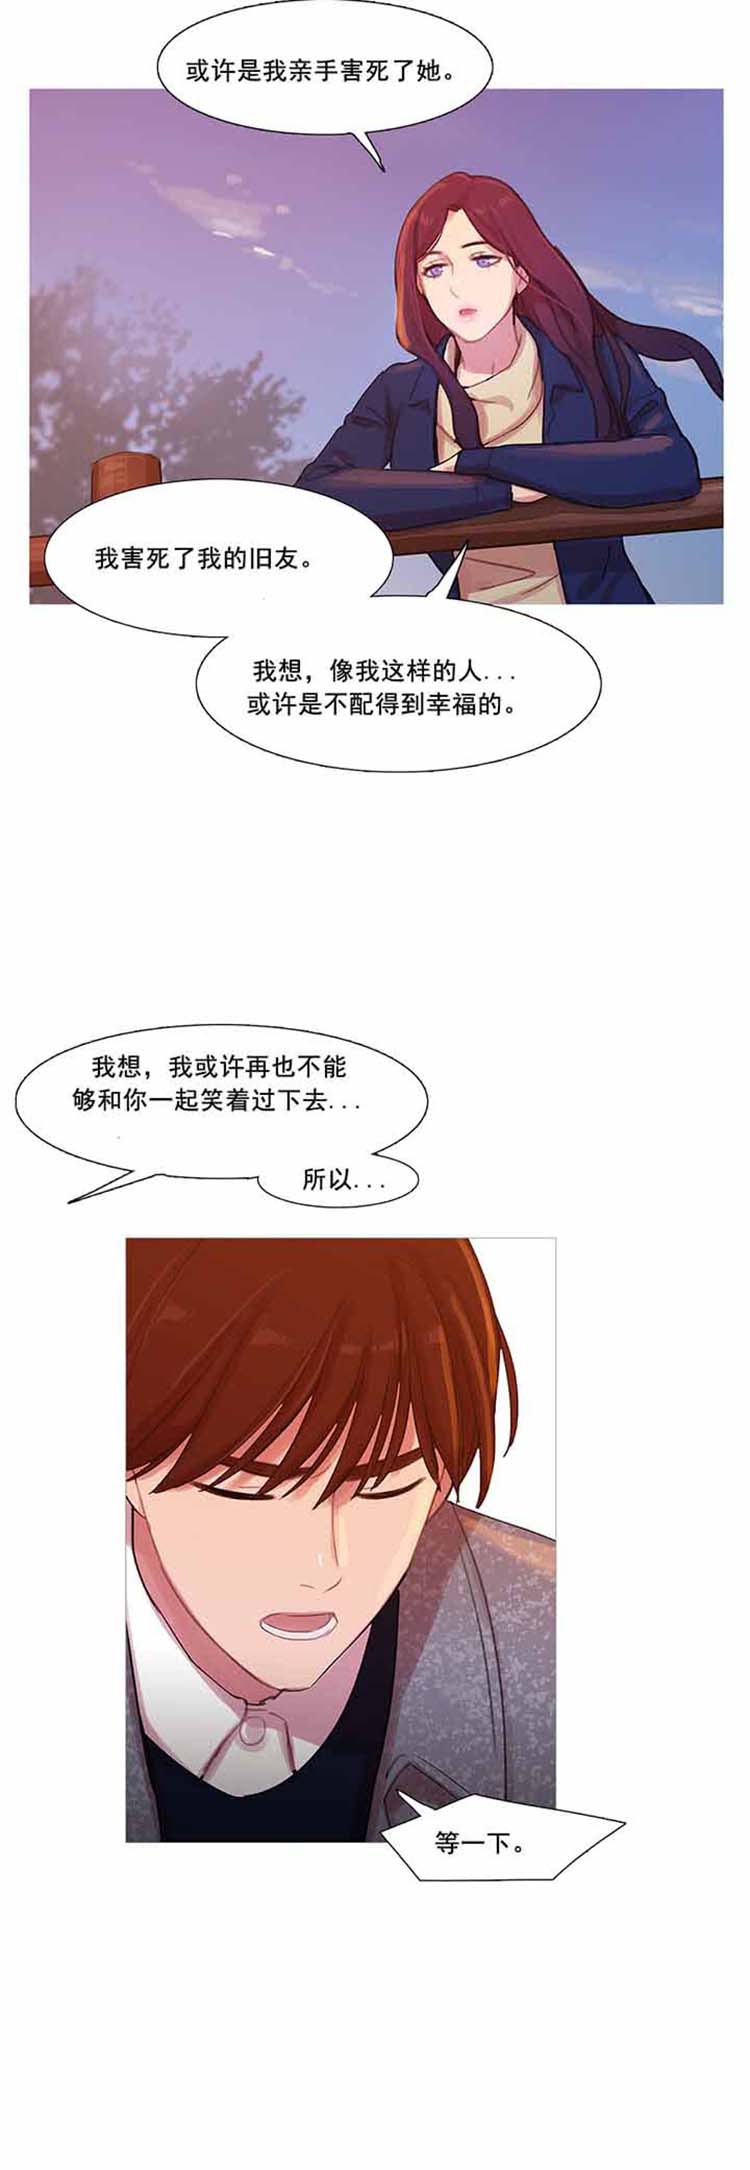 或许是我亲手害死了她。
我害死了我的旧友。
我想，像我这样的人...
或许是不配得到幸福的。
我想，我或许再也不能
够和你一起笑着过下去...
所以...
等一下。